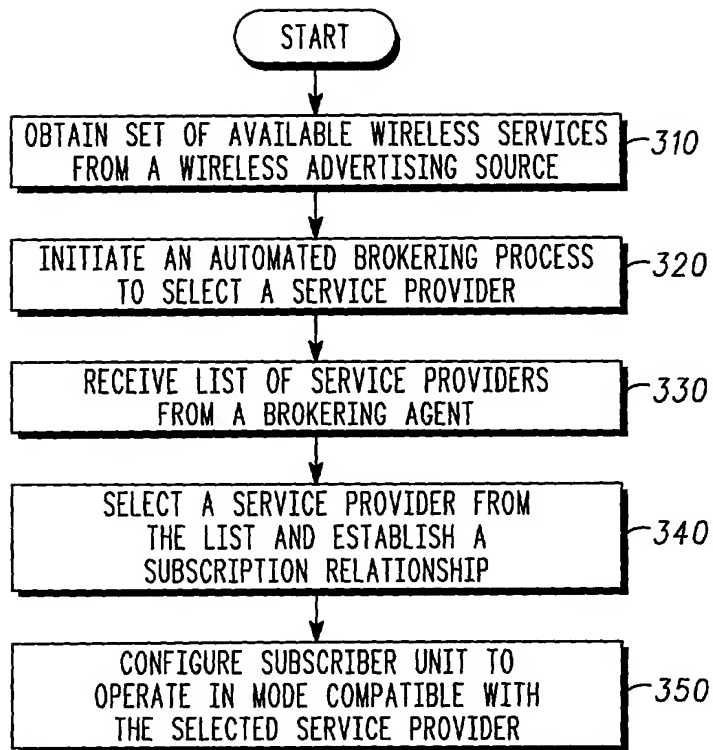 START
OBTAIN SET OF AVAILABLE WIRELESS SERVICES
FROM A WIRELESS ADVERTISING SOURCE
310
INITIATE AN AUTOMATED BROKERING PROCESS
TO SELECT A SERVICE PROVIDER
320
RECEIVE LIST OF SERVICE PROVIDERS
FROM A BROKERING AGENT
330
SELECT A SERVICE PROVIDER FROM
THE LIST AND ESTABLISH A
SUBSCRIPTION RELATIONSHIP
340
CONFIGURE SUBSCRIBER UNIT TO
OPERATE IN MODE COMPATIBLE WITH
THE SELECTED SERVICE PROVIDER
350